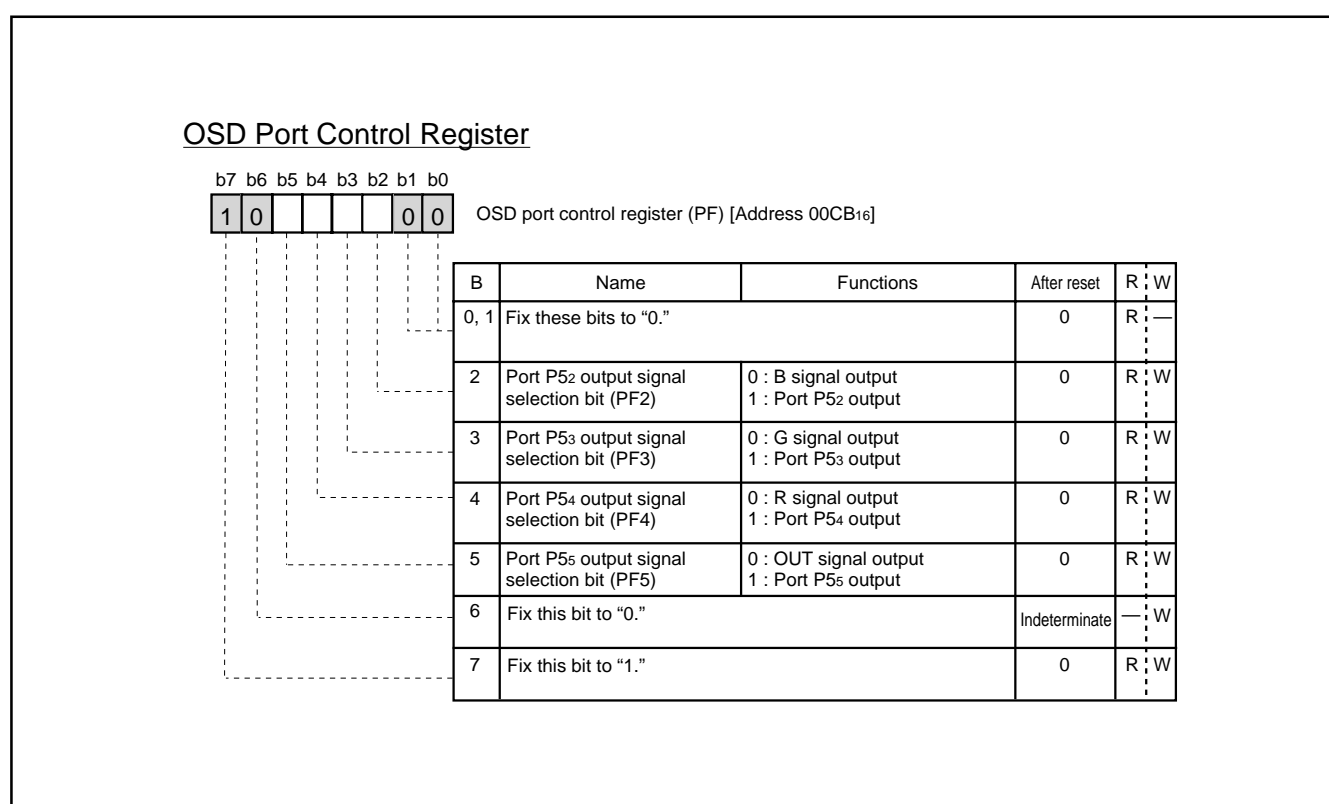 OSD Port Control Register
b7 b6 b5 b4 b3 b2 b1 b0
1 0 0 0 OSD port control register (PF) [Address 00CB16]
B Name Functions After reset R W
0, 1 Fix these bits to “0.” 0 R —
2 Port P52 output signal 0 : B signal output 0 R W
selection bit (PF2) 1 : Port P52 output
3 Port P53 output signal 0 : G signal output 0 R W
selection bit (PF3) 1 : Port P53 output
4 Port P54 output signal 0 : R signal output 0 R W
selection bit (PF4) 1 : Port P54 output
5 Port P55 output signal 0 : OUT signal output 0 R W
selection bit (PF5) 1 : Port P55 output
6 Fix this bit to “0.” Indeterminate — W
7 Fix this bit to “1.” 0 R W